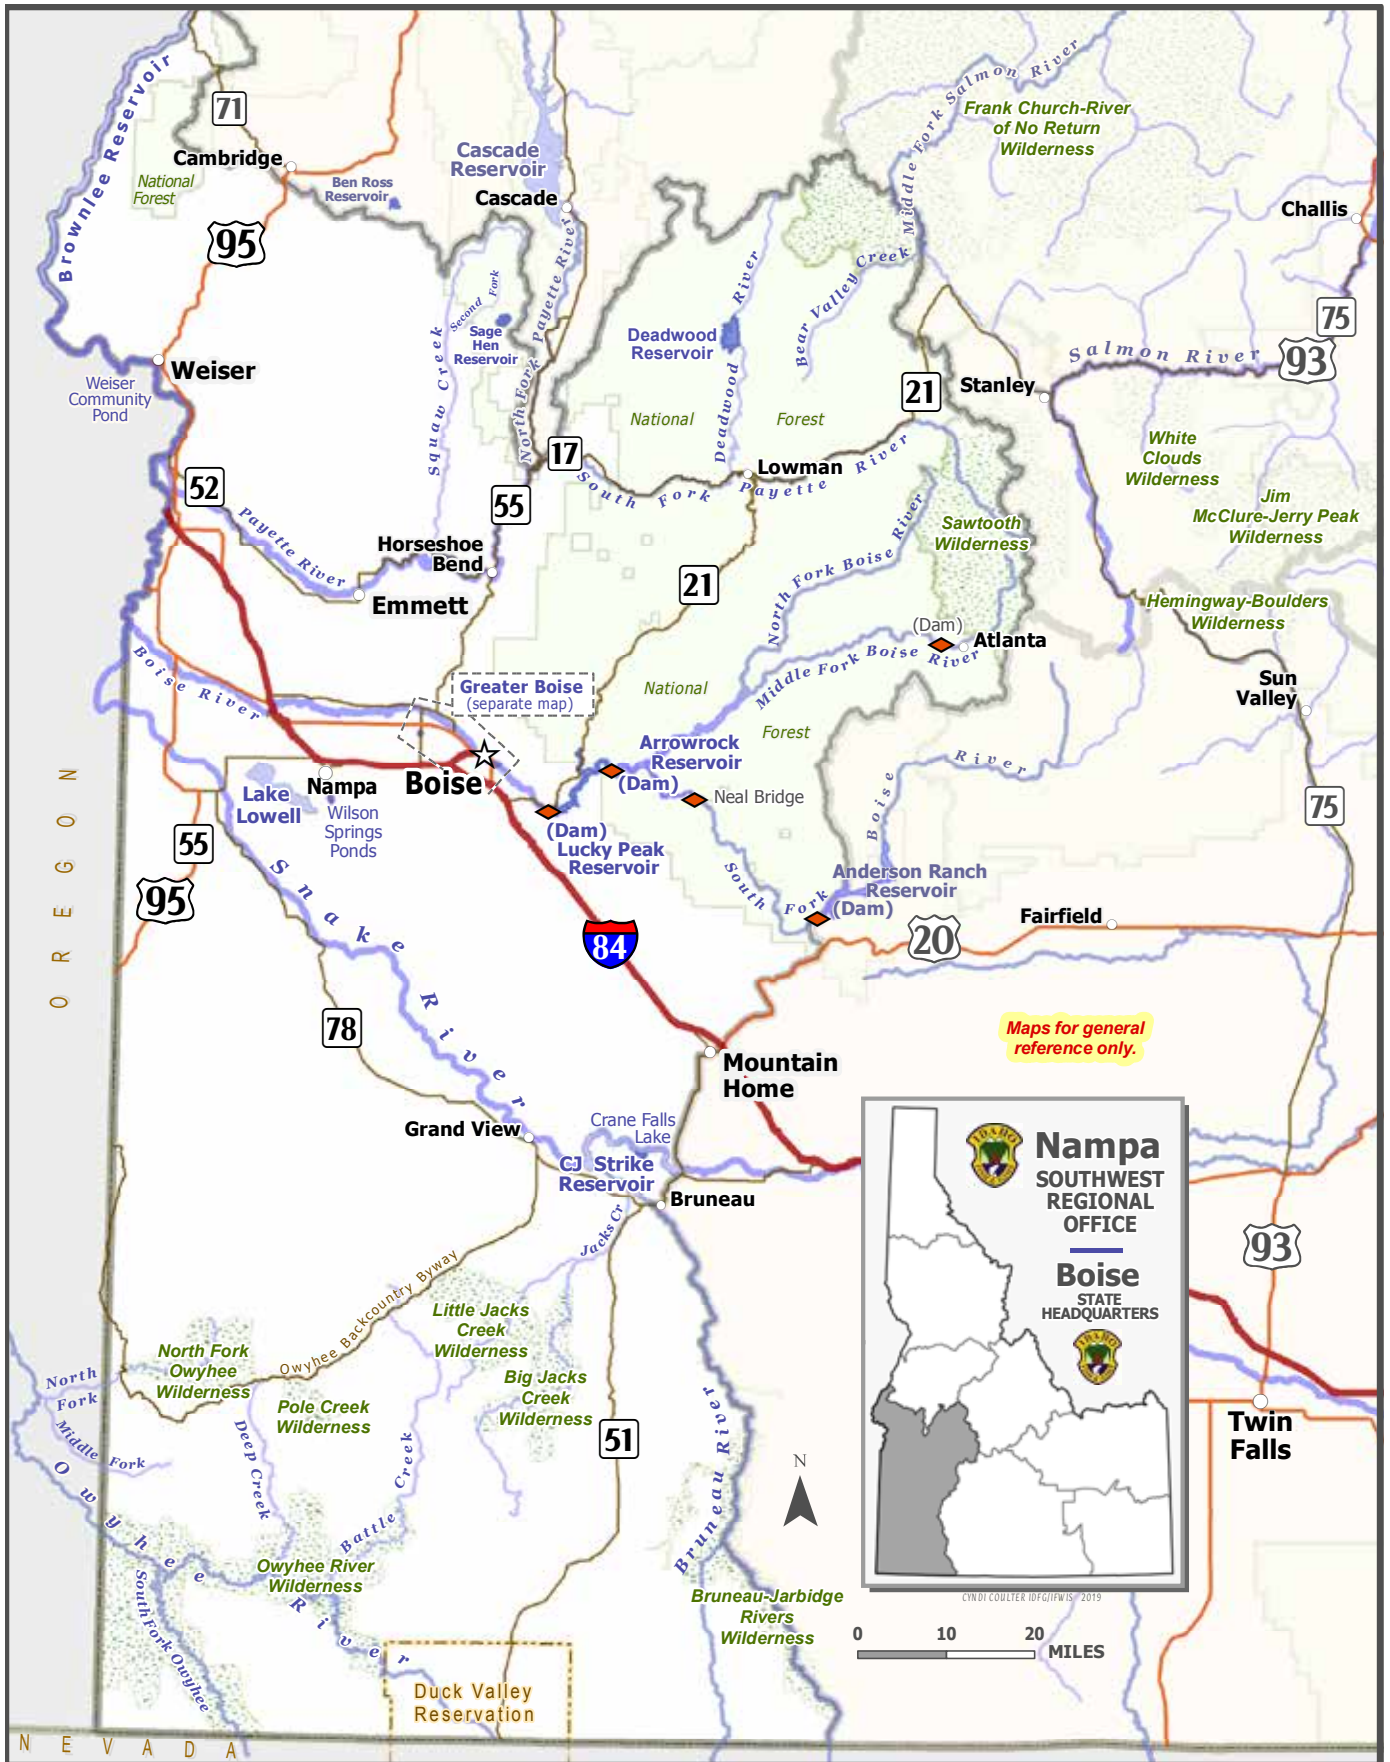 Brownlee Reservoir
71
Cambridge
National
Forest
Ben Ross
Reservoir
95
Cascade
Reservoir
Cascade
Middle Fork Salmon River
Frank Church-River
of No Return
Wilderness
Challis
75
93
Salmon River
Stanley
Bear Valley Creek
Deadwood River
Deadwood
Reservoir
Second Fork
Sage
Hen
Reservoir
Squaw Creek
North Fork Payette River
Weiser
Weiser
Community
Pond
21
National Forest
17
Lowman
South Fork Payette River
White
Clouds
Wilderness
Jim
McClure-Jerry Peak
Wilderness
52
55
Payette River
Horseshoe
Bend
Emmett
21
North Fork Boise River
Sawtooth
Wilderness
Hemingway-Boulders
Wilderness
(Dam)
Atlanta
Middle Fork Boise River
Sun
Valley
Boise River
Greater Boise
(separate map)
National
Forest
Arrowrock
Reservoir
(Dam)
Neal Bridge
Boise River
Nampa
Boise
Lake
Lowell
Wilson
Springs
Ponds
(Dam)
Lucky Peak
Reservoir
75
55
95
Snake River
South Fork
Anderson Ranch
Reservoir
(Dam)
Fairfield
20
84
OREGON
78
Maps for general
reference only.
Mountain
Home
Grand View
Crane Falls
Lake
CJ Strike
Reservoir
Bruneau
Jacks Cr
Nampa
SOUTHWEST
REGIONAL
OFFICE
Boise
STATE
HEADQUARTERS
IDAHO
IDAHO
93
Owyhee Backcountry Byway
Little Jacks
Creek
Wilderness
North Fork
Owyhee
Wilderness
Big Jacks
Creek
Wilderness
Pole Creek
Wilderness
North
Fork
Middle Fork
Deep Creek
Battle Creek
51
Bruneau River
N
Twin
Falls
Owyhee River
Owyhee River
Wilderness
South Fork Owyhee
Bruneau River
Bruneau-Jarbidge
Rivers
Wilderness
CYNDI COULTER IDFG/IFWIS 2019
0 10 20
MILES
Duck Valley
Reservation
NEVADA